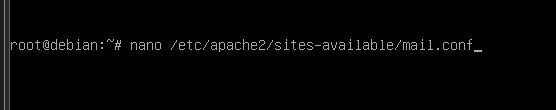 root@debian:~# nano /etc/apache2/sites-available/mail.conf_